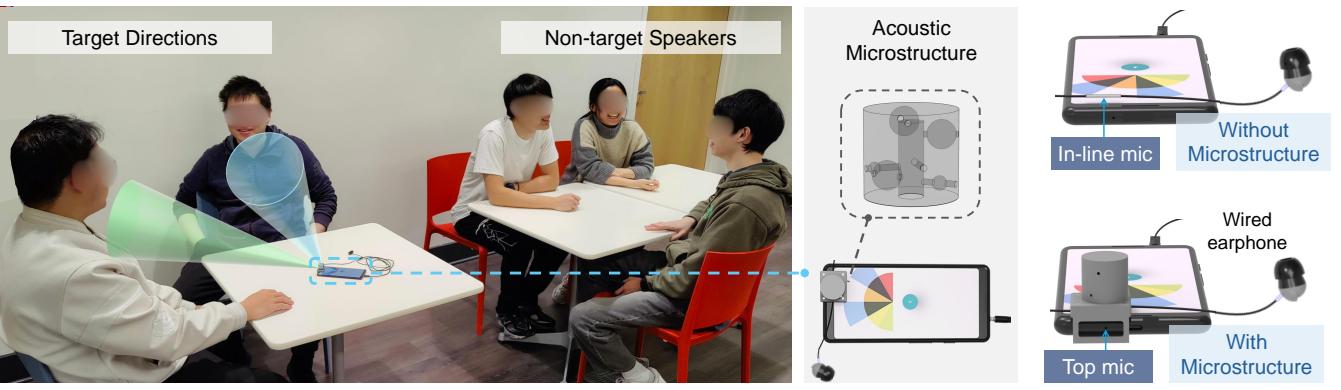 Target Directions
Non-target Speakers
Acoustic
Microstructure
In-line mic
Without
Microstructure
Wired
earphone
Top mic
With
Microstructure